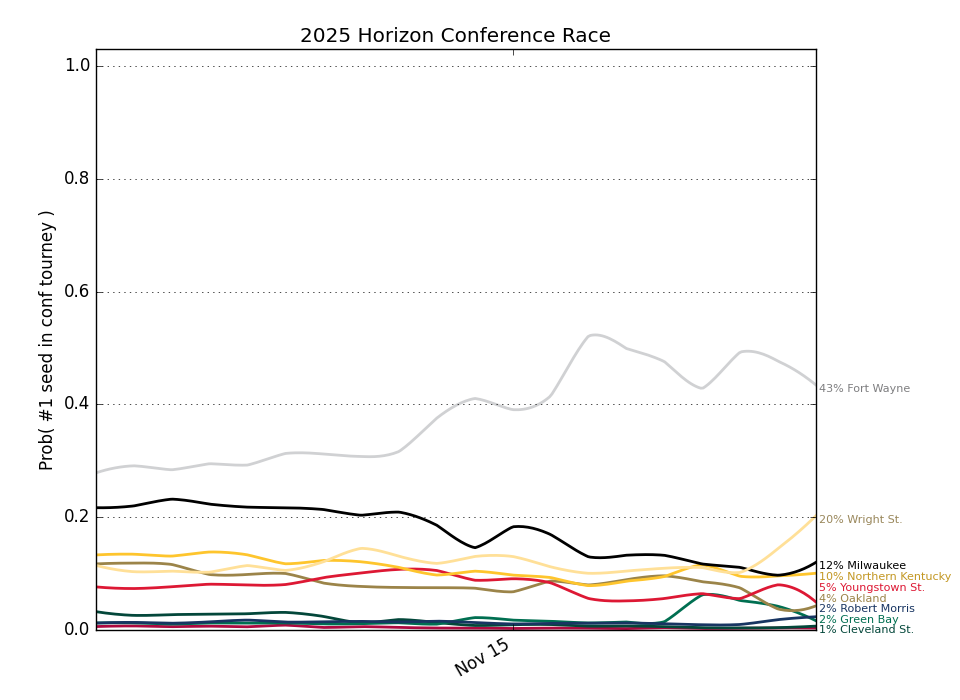 2025 Horizon Conference Race
Prob( #1 seed in conf tourney )
1.0
0.8
0.6
0.4
0.2
0.0
Nov 15
43% Fort Wayne
20% Wright St.
12% Milwaukee
10% Northern Kentucky
5% Youngstown St.
4% Oakland
2% Robert Morris
2% Green Bay
1% Cleveland St.